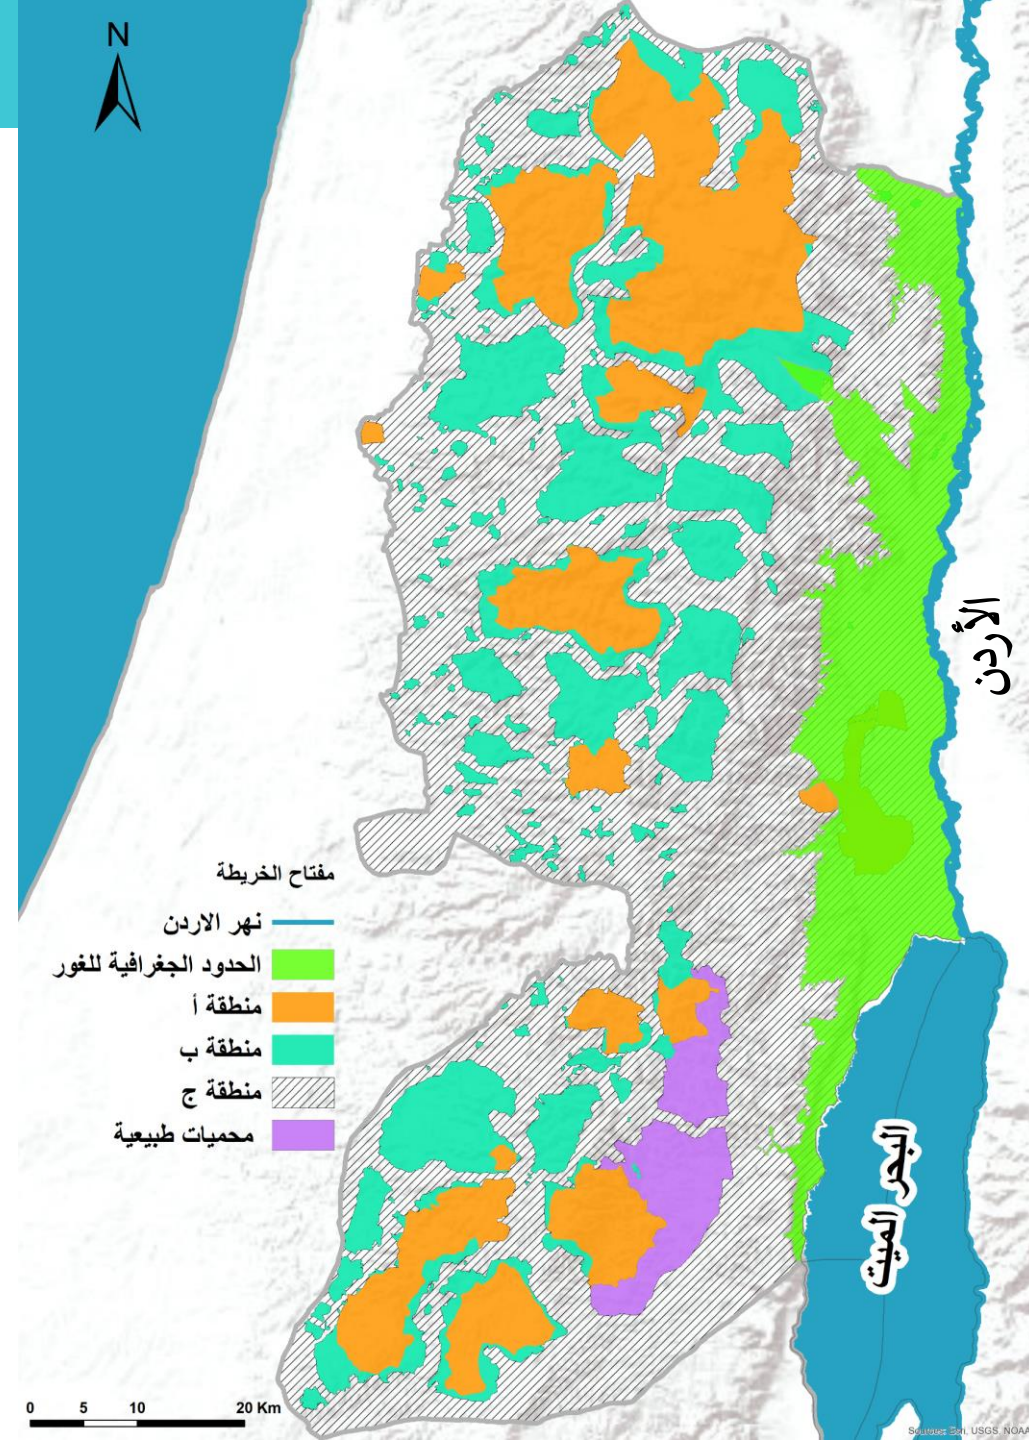 N
الأردن
مفتاح الخريطة
نهر الاردن
الحدود الجغرافية للغور
منطقة أ
منطقة ب
منطقة ج
محميات طبيعية
البحر الميت
0 5 10 20 Km
Sources: Esri, USGS, NOAA